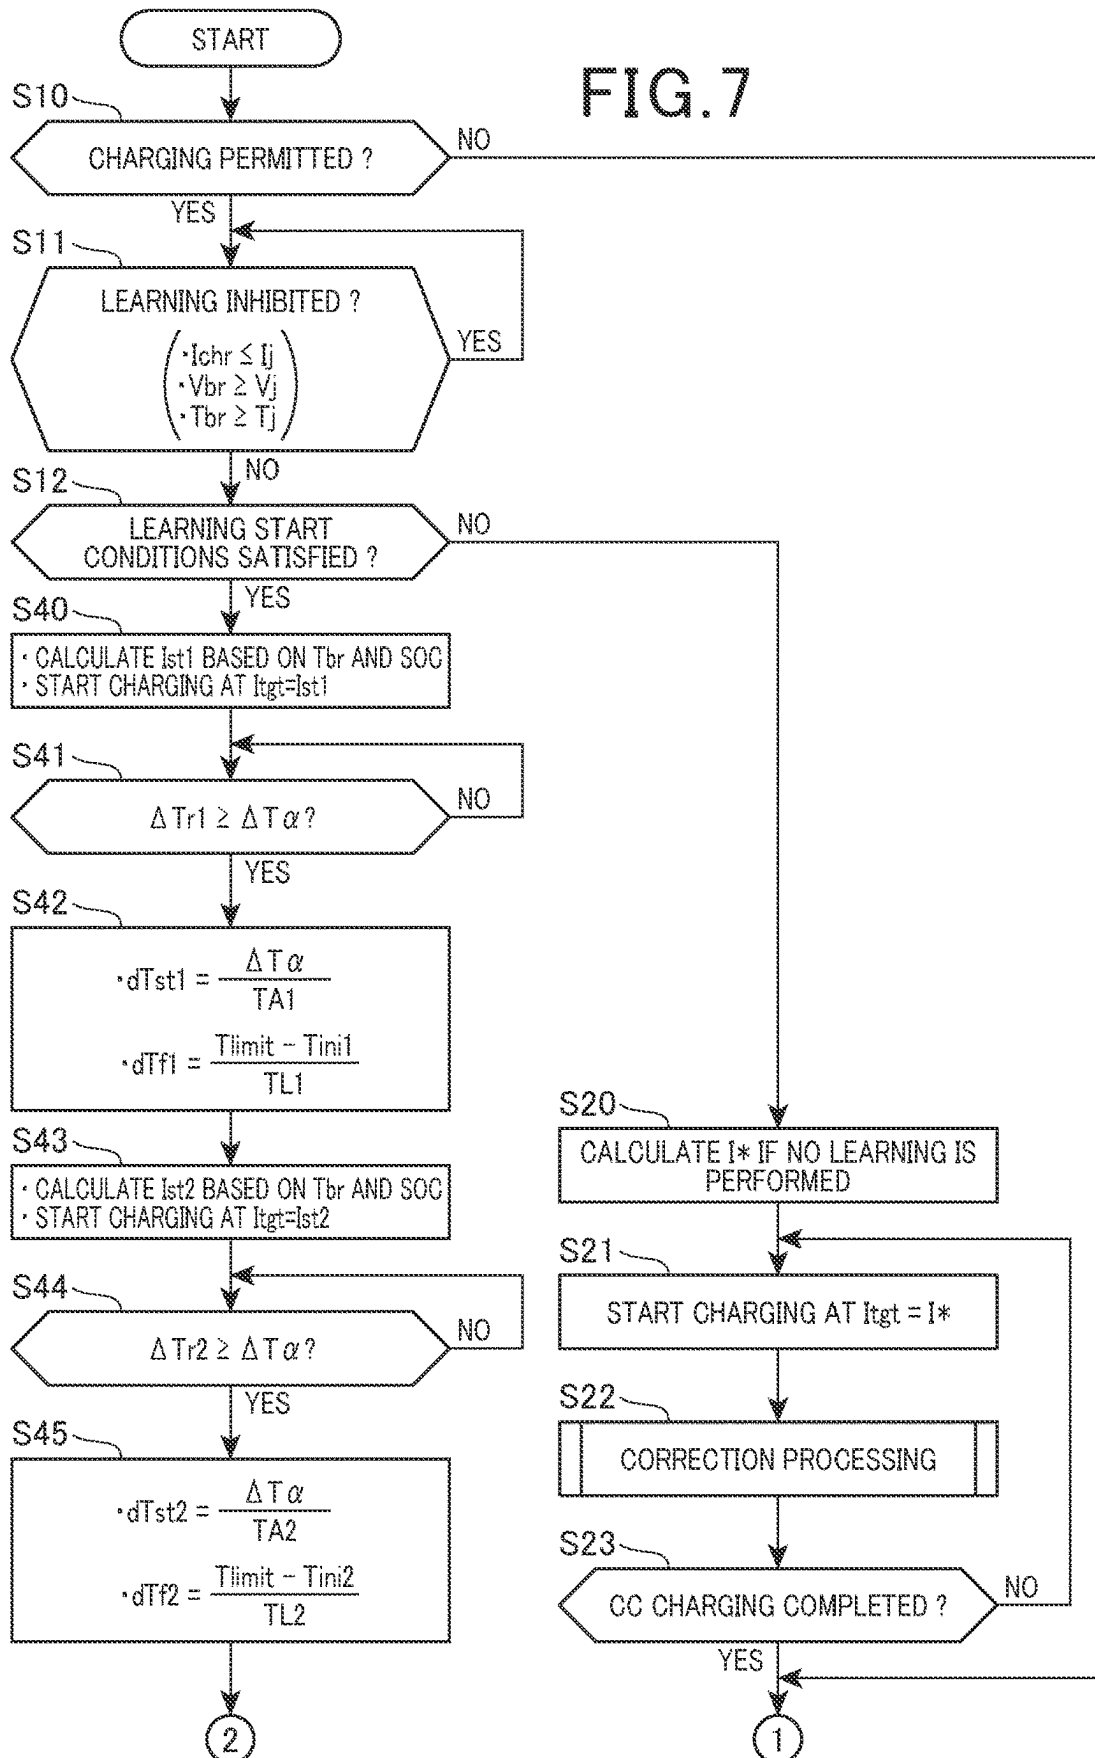 FIG.7
START
S10
CHARGING PERMITTED ?
NO
YES
S11
LEARNING INHIBITED ?
・Ichr ≤ Ij
・Vbr ≥ Vj
・Tbr ≥ Tj
YES
NO
S12
LEARNING START
CONDITIONS SATISFIED ?
NO
YES
S40
・CALCULATE Ist1 BASED ON Tbr AND SOC
・START CHARGING AT Itgt=Ist1
S41
ΔTr1 ≥ ΔTα?
NO
YES
S42
・dTst1 = ΔTα / TA1
・dTf1 = Tlimit - Tini1 / TL1
S43
・CALCULATE Ist2 BASED ON Tbr AND SOC
・START CHARGING AT Itgt=Ist2
S44
ΔTr2 ≥ ΔTα?
NO
YES
S45
・dTst2 = ΔTα / TA2
・dTf2 = Tlimit - Tini2 / TL2
2
S20
CALCULATE I* IF NO LEARNING IS
PERFORMED
S21
START CHARGING AT Itgt = I*
S22
CORRECTION PROCESSING
S23
CC CHARGING COMPLETED ?
NO
YES
1